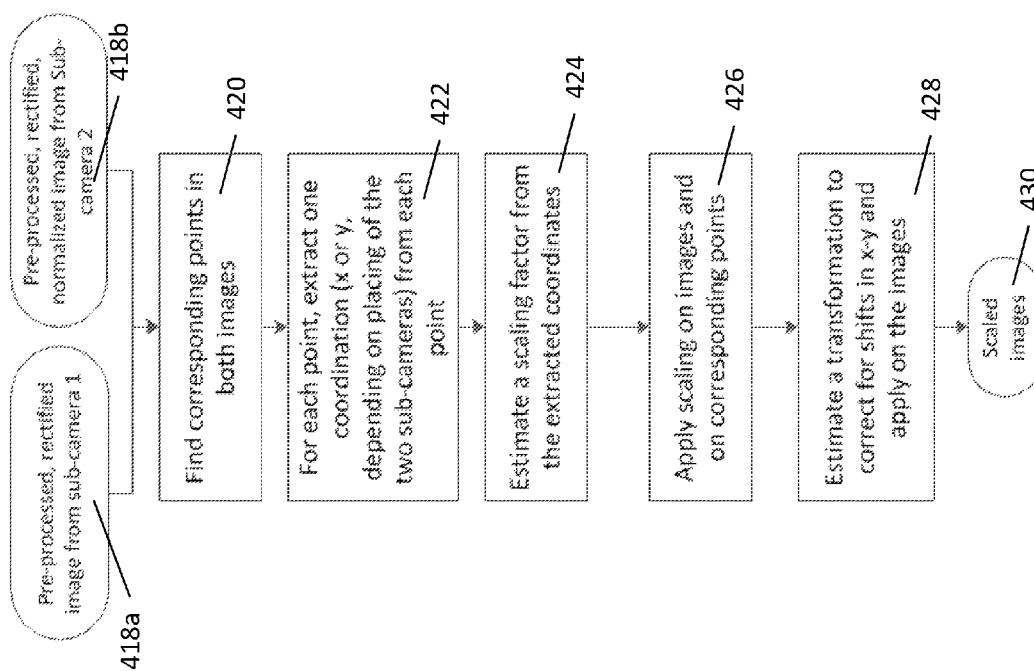 Pre-processed, rectified
image from sub-camera 1
418a
Pre-processed, rectified,
normalized image from Sub-
camera 2
418b
Find corresponding points in
both images
420
For each point, extract one
coordination (x or y,
depending on placing of the
two sub-cameras) from each
point
422
Estimate a scaling factor from
the extracted coordinates
424
Apply scaling on images and
on corresponding points
426
Estimate a transformation to
correct for shifts in x-y and
apply on the images
428
Scaled
images
430